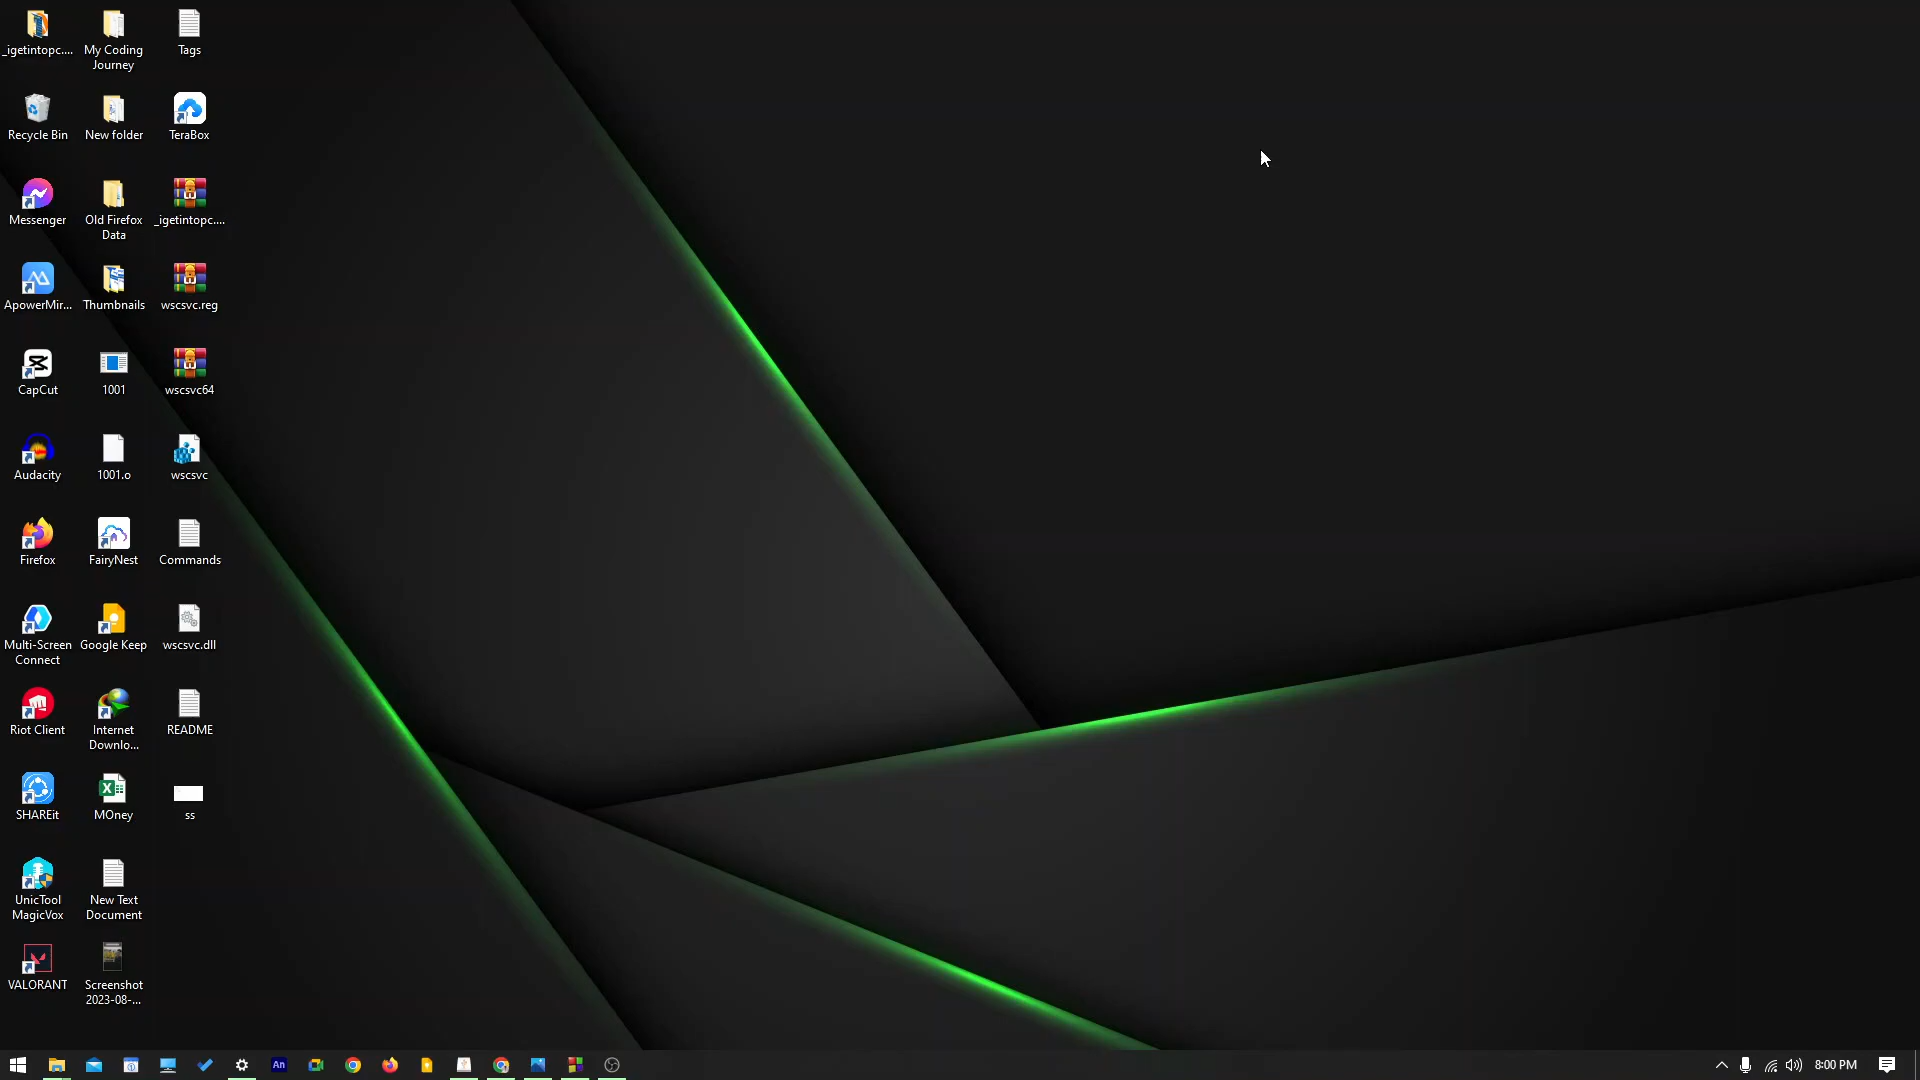 _igetintopc....
My Coding
Journey
Tags
Recycle Bin
New folder
TeraBox
Messenger
Old Firefox
Data
_igetintopc....
ApowerMir...
Thumbnails
wscsvc.reg
CapCut
1001
wscsvc64
Audacity
1001.o
wscsvc
Firefox
FairyNest
Commands
Multi-Screen
Connect
Google Keep
wscsvc.dll
Riot Client
Internet
Downlo...
README
SHAREit
MOney
ss
UnicTool
MagicVox
New Text
Document
VALORANT
Screenshot
2023-08-...
An
8:00 PM